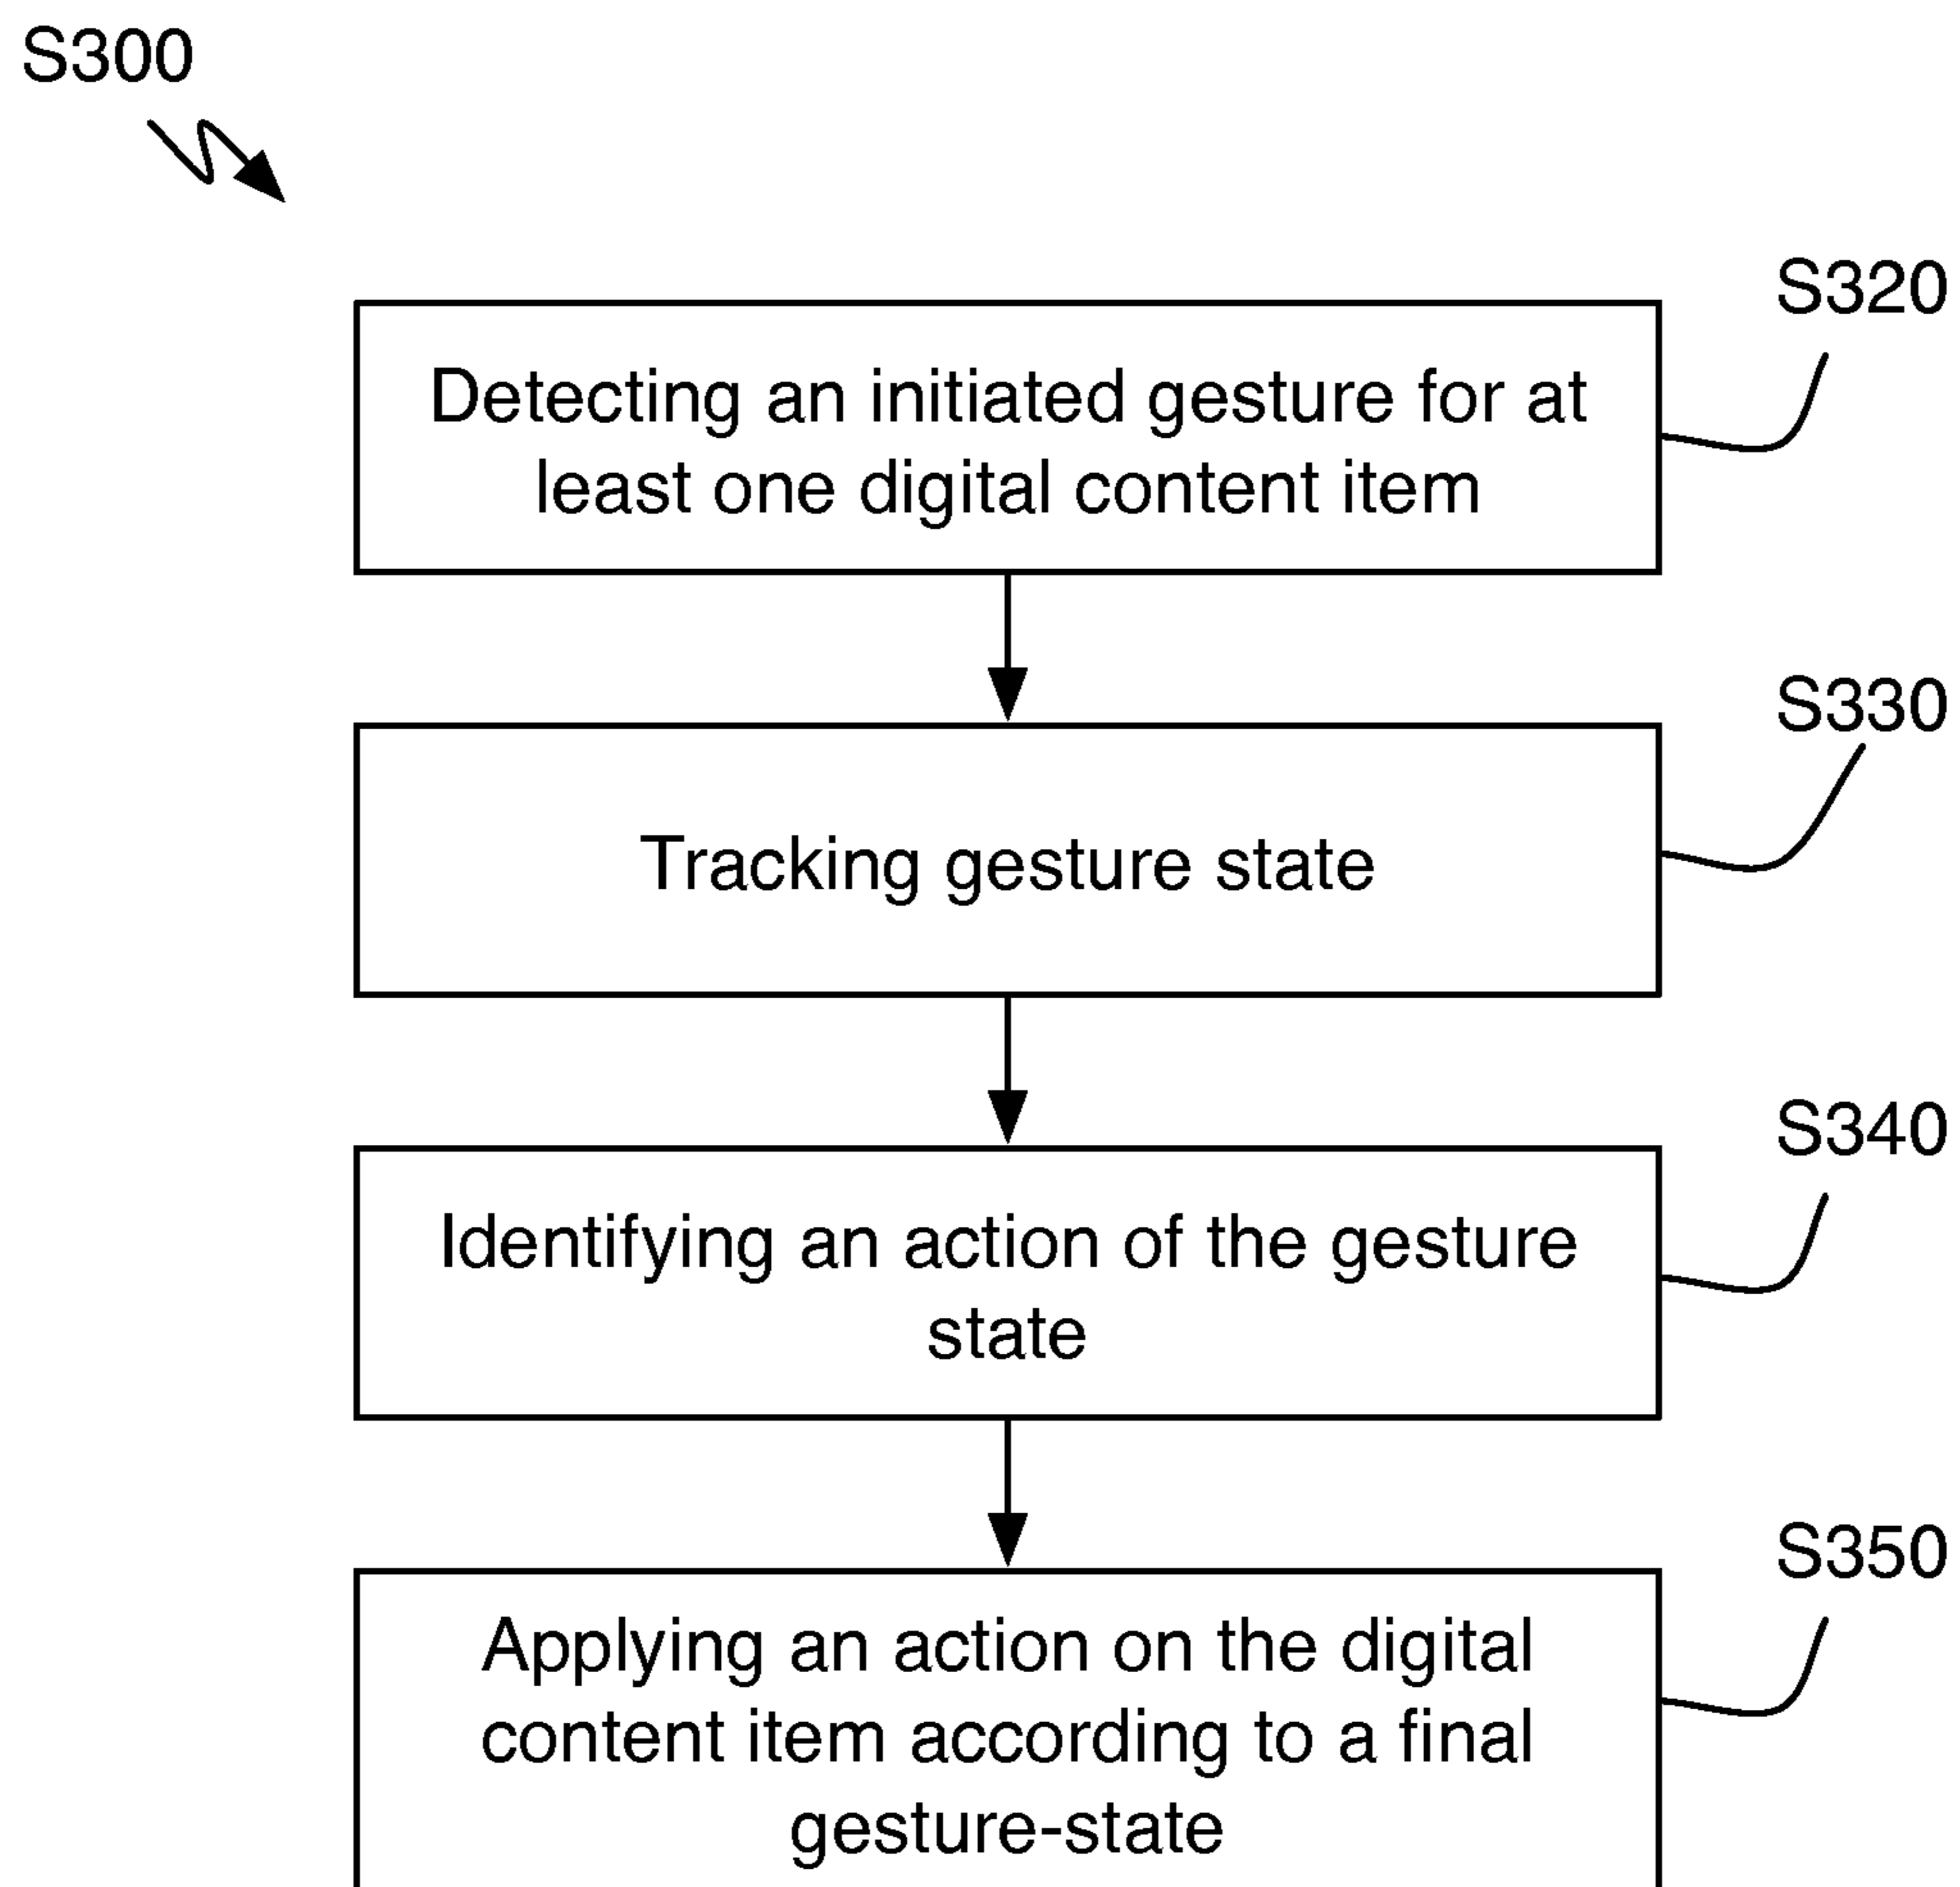 S300
S320
Detecting an initiated gesture for at
least one digital content item
S330
Tracking gesture state
S340
Identifying an action of the gesture
state
S350
Applying an action on the digital
content item according to a final
gesture-state